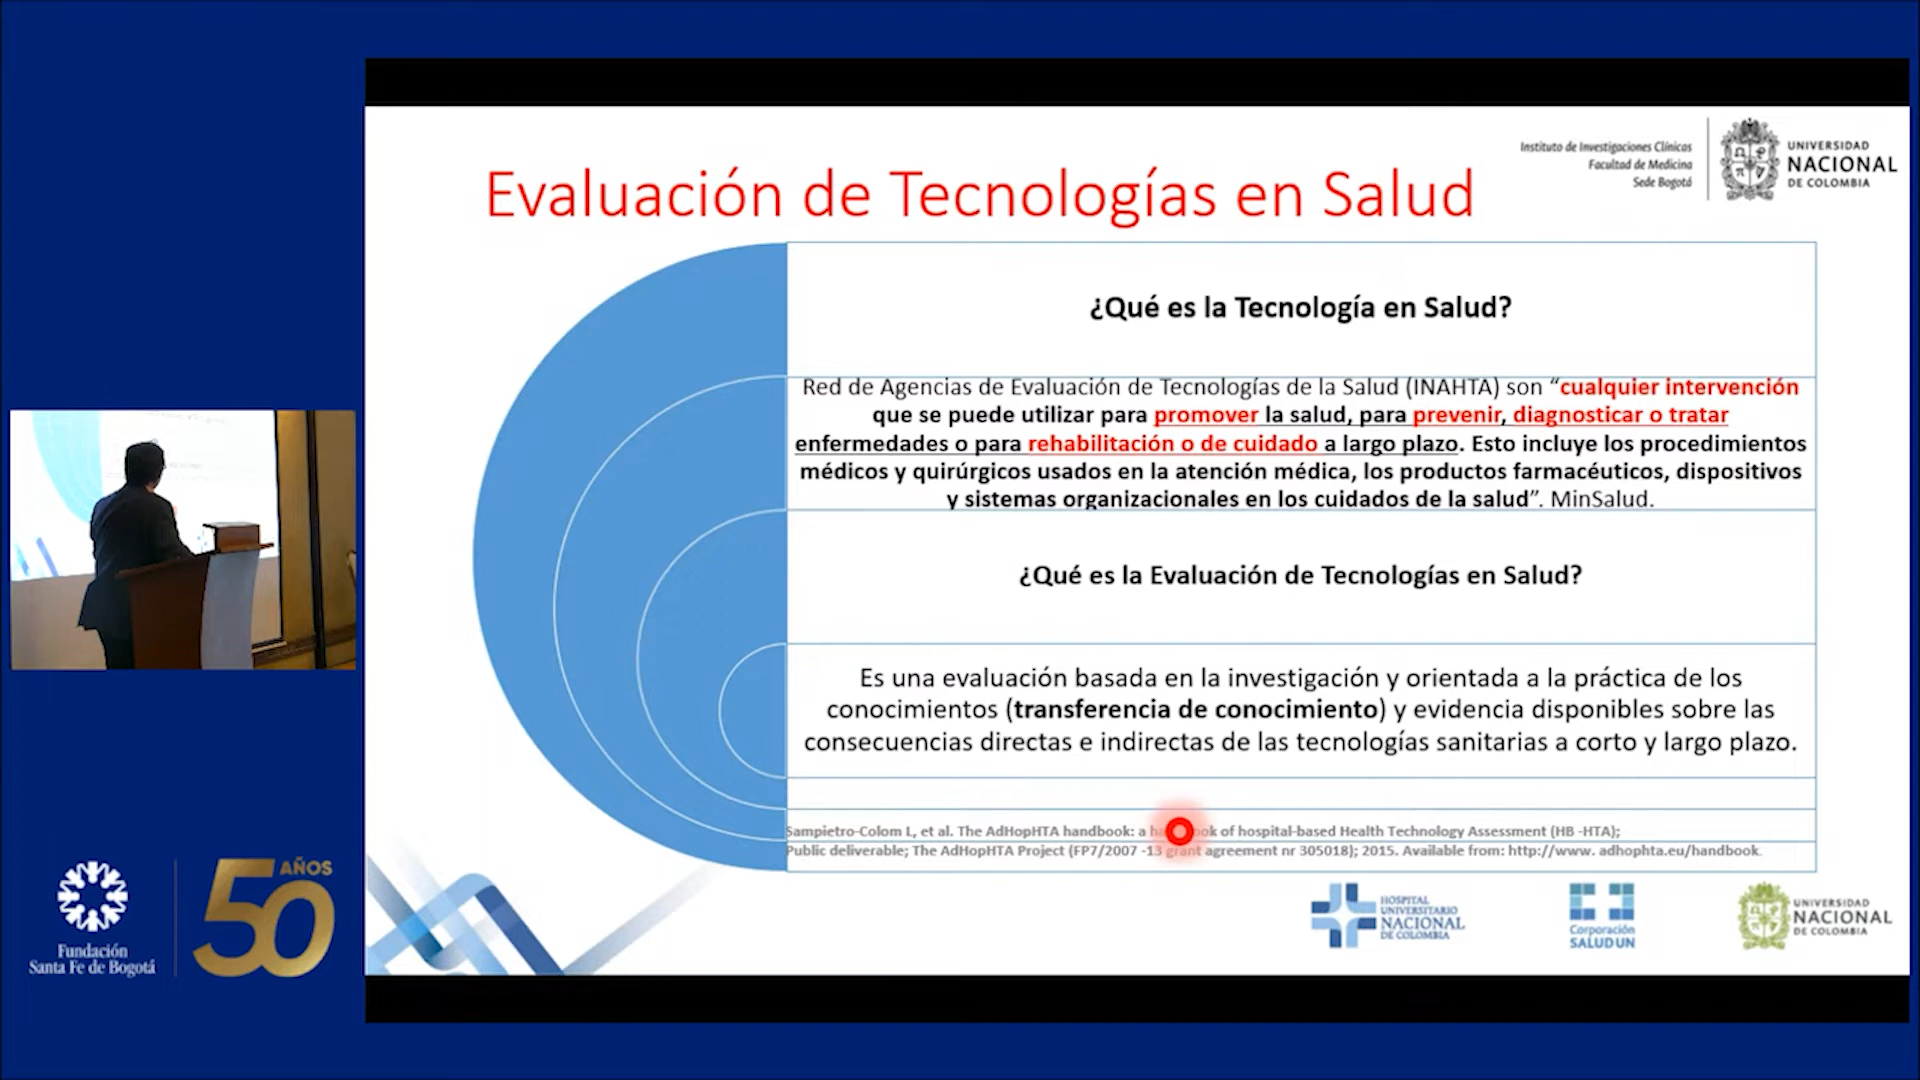 Instituto de Investigaciones Clínicas
Facultad de Medicina
Sede Bogotá
UNIVERSIDAD
NACIONAL
DE COLOMBIA
Evaluación de Tecnologías en Salud
¿Qué es la Tecnología en Salud?
Red de Agencias de Evaluación de Tecnologías de la Salud (INAHTA) son “cualquier intervención
que se puede utilizar para promover la salud, para prevenir, diagnosticar o tratar
enfermedades o para rehabilitación o de cuidado a largo plazo. Esto incluye los procedimientos
médicos y quirúrgicos usados en la atención médica, los productos farmacéuticos, dispositivos
y sistemas organizacionales en los cuidados de la salud”. MinSalud.
¿Qué es la Evaluación de Tecnologías en Salud?
Es una evaluación basada en la investigación y orientada a la práctica de los
conocimientos (transferencia de conocimiento) y evidencia disponibles sobre las
consecuencias directas e indirectas de las tecnologías sanitarias a corto y largo plazo.
Sampietro-Colom L, et al. The AdHopHTA handbook: a of hospital-based Health Technology Assessment (HB -HTA);
Public deliverable; The AdHopHTA Project (FP7/2007 -13 grant agreement nr 305018); 2015. Available from: http://www. adhophta.eu/handbook.
HOSPITAL
UNIVERSITARIO
NACIONAL
DE COLOMBIA
Corporación
SALUD UN
UNIVERSIDAD
NACIONAL
DE COLOMBIA
Fundación
Santa Fe de Bogotá
50 AÑOS